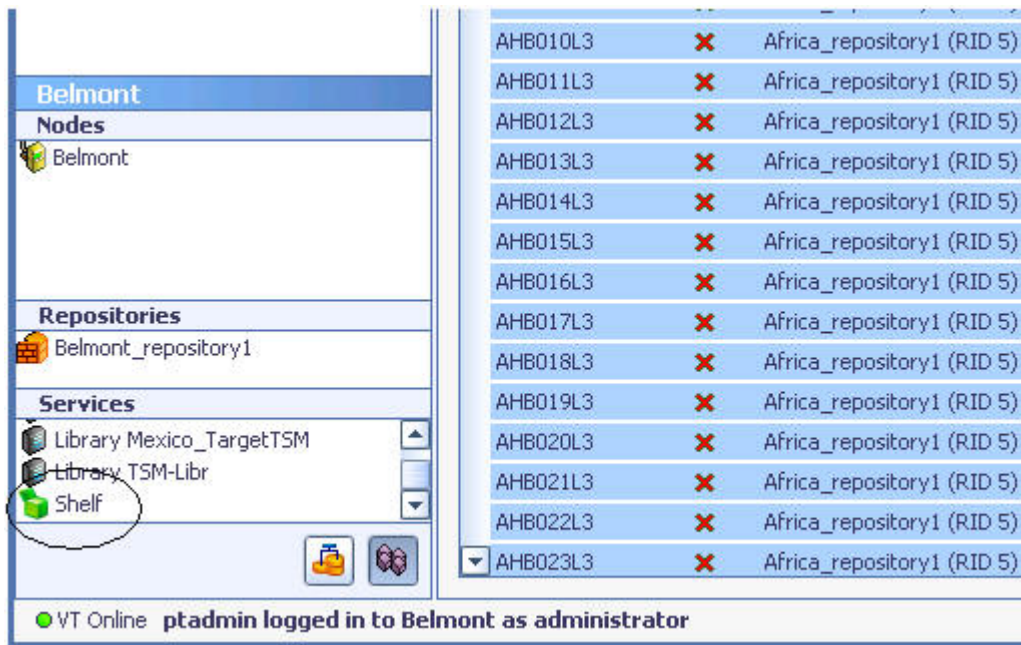 Belmont
Nodes
Belmont
Repositories
Belmont_repository1
Services
Library Mexico_TargetTSM
Library TSM-Libr
Shelf
AHB010L3 Africa_repository1 (RID 5)
AHB011L3 Africa_repository1 (RID 5)
AHB012L3 Africa_repository1 (RID 5)
AHB013L3 Africa_repository1 (RID 5)
AHB014L3 Africa_repository1 (RID 5)
AHB015L3 Africa_repository1 (RID 5)
AHB016L3 Africa_repository1 (RID 5)
AHB017L3 Africa_repository1 (RID 5)
AHB018L3 Africa_repository1 (RID 5)
AHB019L3 Africa_repository1 (RID 5)
AHB020L3 Africa_repository1 (RID 5)
AHB021L3 Africa_repository1 (RID 5)
AHB022L3 Africa_repository1 (RID 5)
AHB023L3 Africa_repository1 (RID 5)
VT Online ptadmin logged in to Belmont as administrator